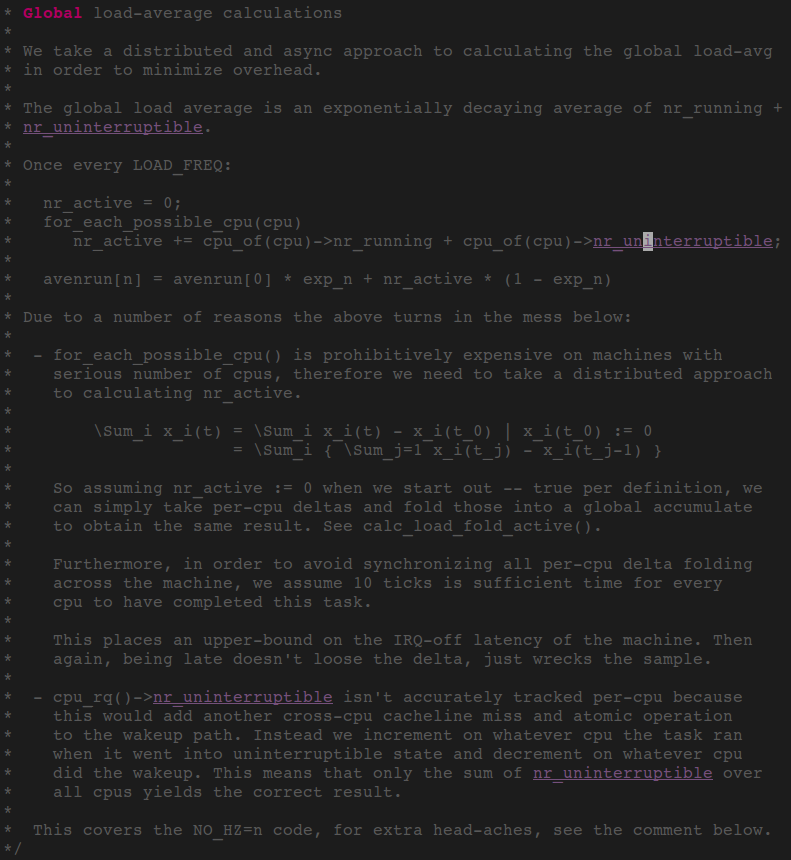 * Global load-average calculations
*
* We take a distributed and async approach to calculating the global load-avg
* in order to minimize overhead.
*
* The global load average is an exponentially decaying average of nr_running +
* nr_uninterruptible.
*
* Once every LOAD_FREQ:
*
*   nr_active = 0;
*   for_each_possible_cpu(cpu)
*      nr_active += cpu_of(cpu)->nr_running + cpu_of(cpu)->nr_uninterruptible;
*
*   avenrun[n] = avenrun[0] * exp_n + nr_active * (1 - exp_n)
*
* Due to a number of reasons the above turns in the mess below:
*
*  - for_each_possible_cpu() is prohibitively expensive on machines with
*    serious number of cpus, therefore we need to take a distributed approach
*    to calculating nr_active.
*
*        \Sum_i x_i(t) = \Sum_i x_i(t) - x_i(t_0) | x_i(t_0) := 0
*                      = \Sum_i { \Sum_j=1 x_i(t_j) - x_i(t_j-1) }
*
*    So assuming nr_active := 0 when we start out -- true per definition, we
*    can simply take per-cpu deltas and fold those into a global accumulate
*    to obtain the same result. See calc_load_fold_active().
*
*    Furthermore, in order to avoid synchronizing all per-cpu delta folding
*    across the machine, we assume 10 ticks is sufficient time for every
*    cpu to have completed this task.
*
*    This places an upper-bound on the IRQ-off latency of the machine. Then
*    again, being late doesn't loose the delta, just wrecks the sample.
*
*  - cpu_rq()->nr_uninterruptible isn't accurately tracked per-cpu because
*    this would add another cross-cpu cacheline miss and atomic operation
*    to the wakeup path. Instead we increment on whatever cpu the task ran
*    when it went into uninterruptible state and decrement on whatever cpu
*    did the wakeup. This means that only the sum of nr_uninterruptible over
*    all cpus yields the correct result.
*
*  This covers the NO_HZ=n code, for extra head-aches, see the comment below.
*/